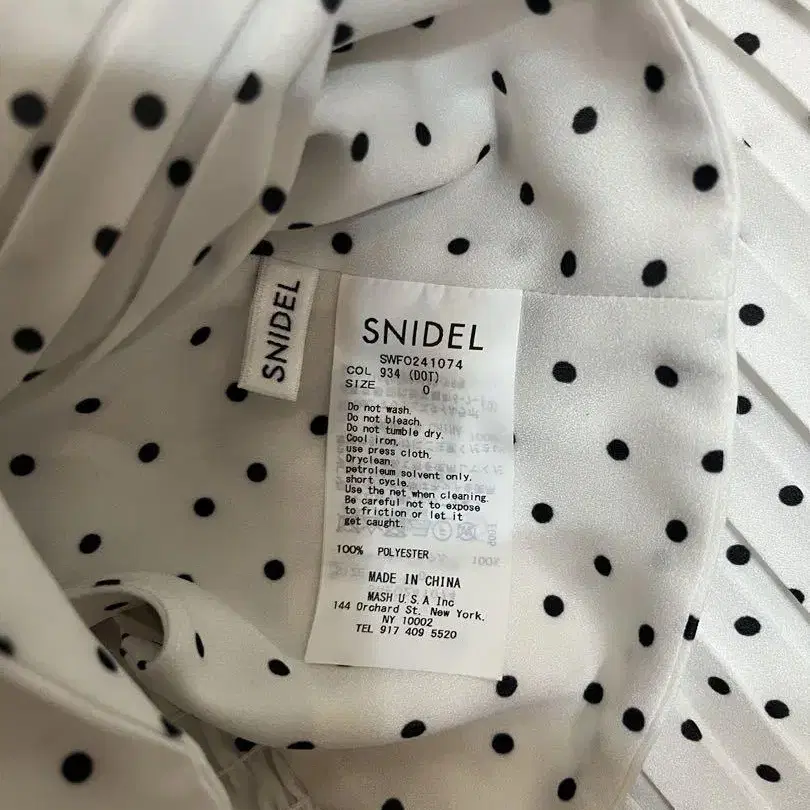 SNIDEL
SNIDEL
SWFO241074
COL 934 (DOT)
SIZE 0
Do not wash.
Do not bleach.
Do not tumble dry.
Cool iron,
use press cloth.
Dryclean,
petroleum solvent only.
short cycle.
Use the net when cleaning.
Be careful not to expose
to friction or let it
get caught.
100% POLYESTER
MADE IN CHINA
MASH U.S.A Inc
144 Orchard St. New York.
NY 10002
TEL 917 409 5520